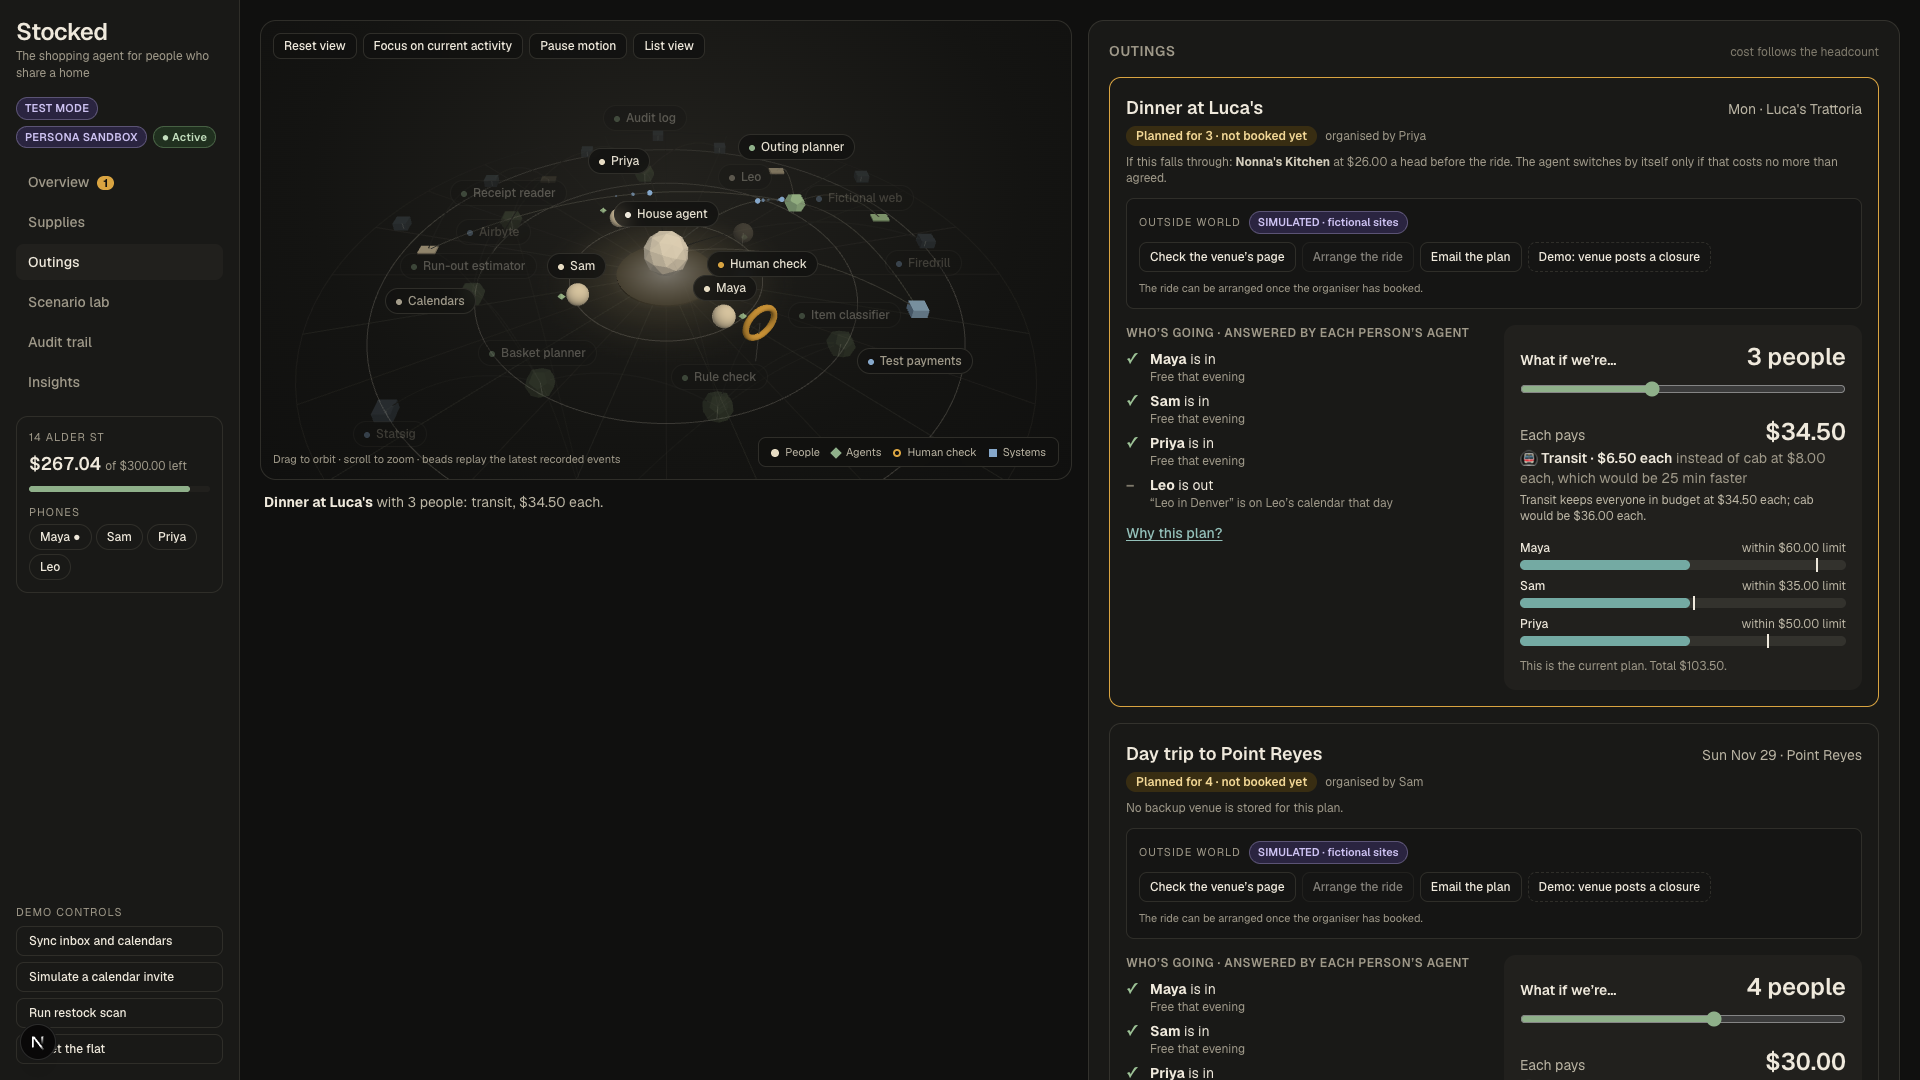 Stocked
The shopping agent for people who
share a home
TEST MODE
PERSONA SANDBOX
Active
Overview 1
Supplies
Outings
Scenario lab
Audit trail
Insights
14 ALDER ST
$267.04 of $300.00 left
PHONES
Maya
Sam
Priya
Leo
DEMO CONTROLS
Sync inbox and calendars
Simulate a calendar invite
Run restock scan
N
t the flat
Reset view
Focus on current activity
Pause motion
List view
Audit log
Outing planner
Priya
Leo
Receipt reader
Fictional web
House agent
Airbyte
Human check
Firedrill
Run-out estimator
Sam
Maya
Calendars
Item classifier
Basket planner
Test payments
Rule check
Statsig
Drag to orbit · scroll to zoom · beads replay the latest recorded events
People
Agents
Human check
Systems
Dinner at Luca's with 3 people: transit, $34.50 each.
OUTINGS
cost follows the headcount
Dinner at Luca's
Mon · Luca's Trattoria
Planned for 3 · not booked yet
organised by Priya
If this falls through: Nonna's Kitchen at $26.00 a head before the ride. The agent switches by itself only if that costs no more than
agreed.
OUTSIDE WORLD
SIMULATED · fictional sites
Check the venue's page
Arrange the ride
Email the plan
Demo: venue posts a closure
The ride can be arranged once the organiser has booked.
WHO'S GOING · ANSWERED BY EACH PERSON'S AGENT
✓ Maya is in
Free that evening
✓ Sam is in
Free that evening
✓ Priya is in
Free that evening
– Leo is out
“Leo in Denver” is on Leo's calendar that day
Why this plan?
What if we're...
3 people
Each pays
$34.50
Transit · $6.50 each instead of cab at $8.00
each, which would be 25 min faster
Transit keeps everyone in budget at $34.50 each; cab
would be $36.00 each.
Maya
within $60.00 limit
Sam
within $35.00 limit
Priya
within $50.00 limit
This is the current plan. Total $103.50.
Day trip to Point Reyes
Sun Nov 29 · Point Reyes
Planned for 4 · not booked yet
organised by Sam
No backup venue is stored for this plan.
OUTSIDE WORLD
SIMULATED · fictional sites
Check the venue's page
Arrange the ride
Email the plan
Demo: venue posts a closure
The ride can be arranged once the organiser has booked.
WHO'S GOING · ANSWERED BY EACH PERSON'S AGENT
✓ Maya is in
Free that evening
✓ Sam is in
Free that evening
✓ Priya is in
What if we're...
4 people
Each pays
$30.00